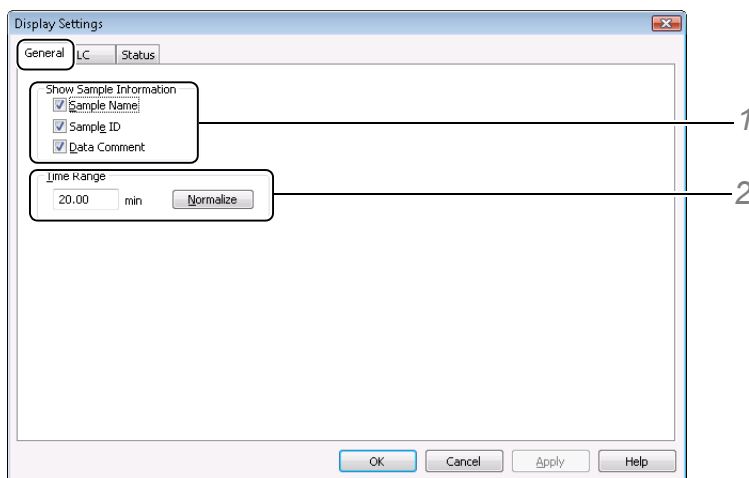 Display Settings
General LC Status
Show Sample Information
Sample Name
Sample ID
Data Comment
1
Time Range
20.00 min Normalize
2
OK Cancel Apply Help